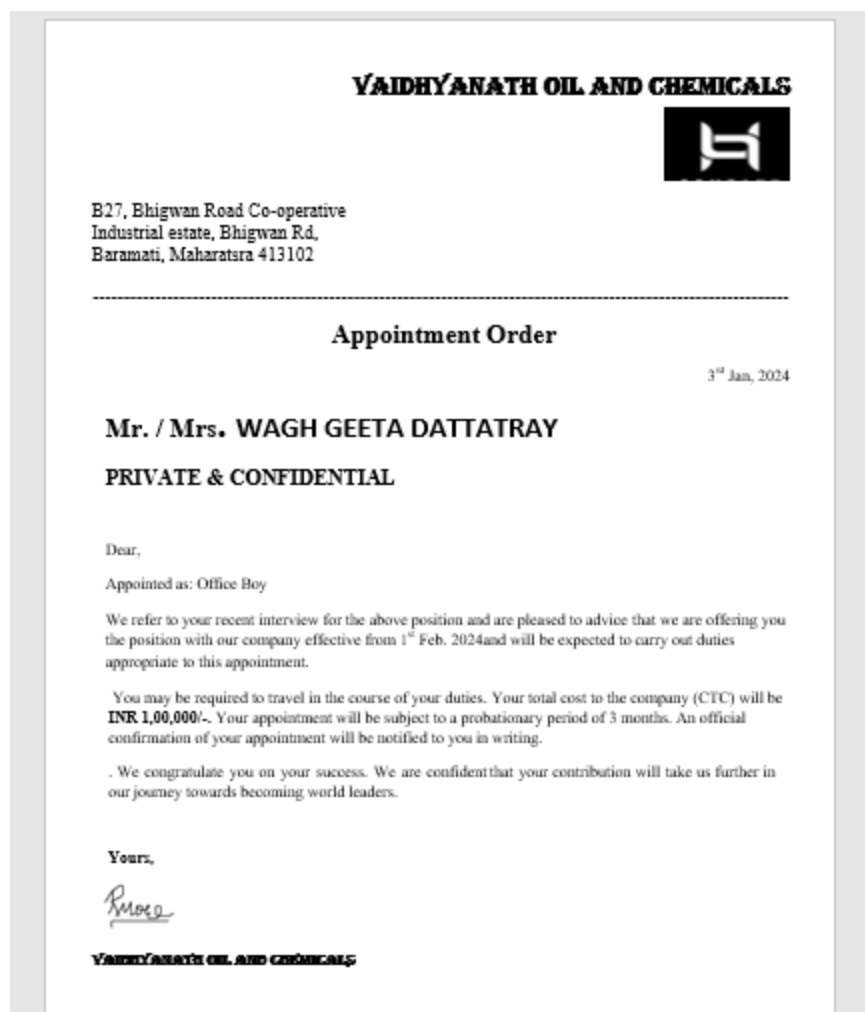 VAIDHYANATH OIL AND CHEMICALS
B27, Bhigwan Road Co-operative
Industrial estate, Bhigwan Rd,
Baramati, Maharatsra 413102
Appointment Order
3rd Jan, 2024
Mr. / Mrs. WAGH GEETA DATTATRAY
PRIVATE & CONFIDENTIAL
Dear,
Appointed as: Office Boy
We refer to your recent interview for the above position and are pleased to advice that we are offering you
the position with our company effective from 1st Feb. 2024and will be expected to carry out duties
appropriate to this appointment.
You may be required to travel in the course of your duties. Your total cost to the company (CTC) will be
INR 1,00,000/-. Your appointment will be subject to a probationary period of 3 months. An official
confirmation of your appointment will be notified to you in writing.
. We congratulate you on your success. We are confident that your contribution will take us further in
our journey towards becoming world leaders.
Yours,
VAIDHYANATH OIL AND CHEMICALS